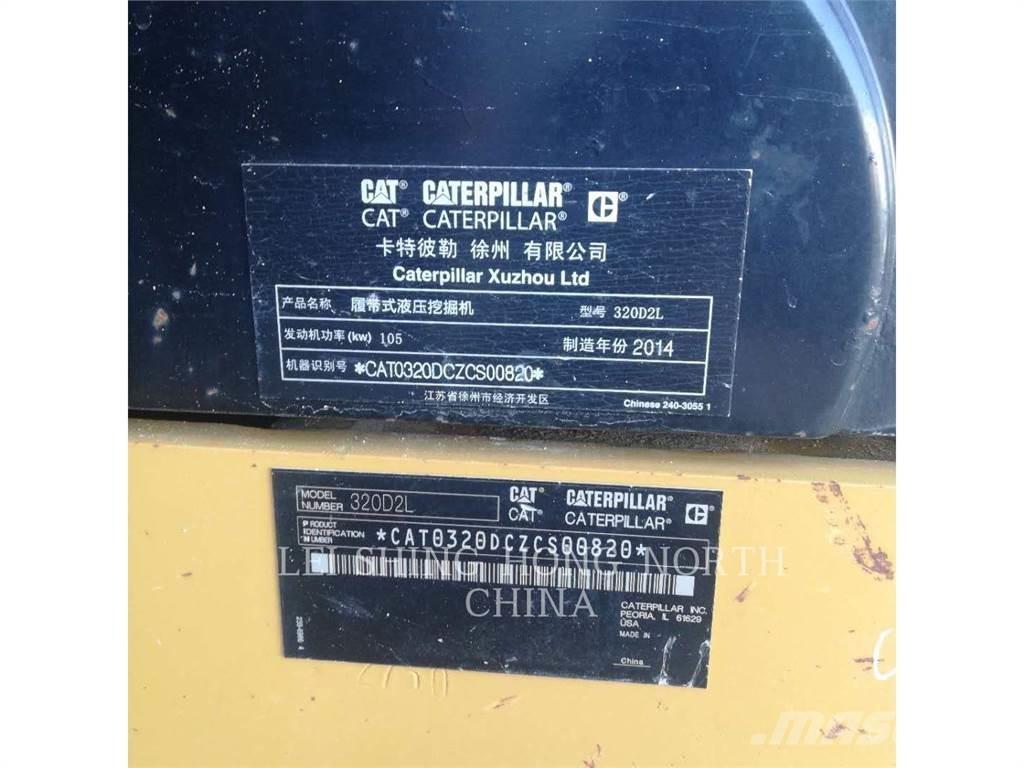 CAT® CATERPILLAR®
CAT® CATERPILLAR®
卡特彼勒 徐州 有限公司
Caterpillar Xuzhou Ltd
产品名称 履带式液压挖掘机 型号 320D2L
发动机功率(kw) 105 制造年份 2014
机器识别号 *CAT0320DCZCS00820*
江苏省徐州市经济开发区 Chinese 240-3055 1
MODEL NUMBER 320D2L
CAT® CATERPILLAR®
CAT® CATERPILLAR®
PRODUCT IDENTIFICATION NUMBER *CAT0320DCZCS00820*
LEI SHING HONG NORTH
CHINA
CATERPILLAR INC.
PEORIA, IL 61629
USA
MADE IN
China
2750
MASCUS